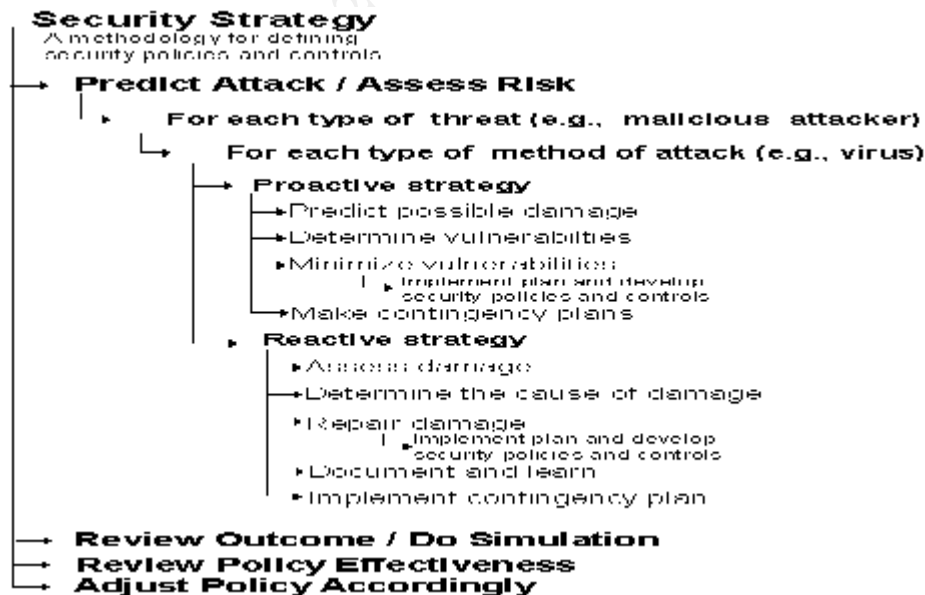 Security Strategy
A methodology for defining
security policies and controls
Predict Attack / Assess Risk
For each type of threat (e.g., malicious attacker)
For each type of method of attack (e.g., virus)
Proactive strategy
Predict possible damage
Determine vulnerabilties
Minimize vulnerabilities
Implement plan and develop
security policies and controls
Make contingency plans
Reactive strategy
Assess damage
Determine the cause of damage
Repair damage
Implement plan and develop
security policies and controls
Document and learn
Implement contingency plan
Review Outcome / Do Simulation
Review Policy Effectiveness
Adjust Policy Accordingly